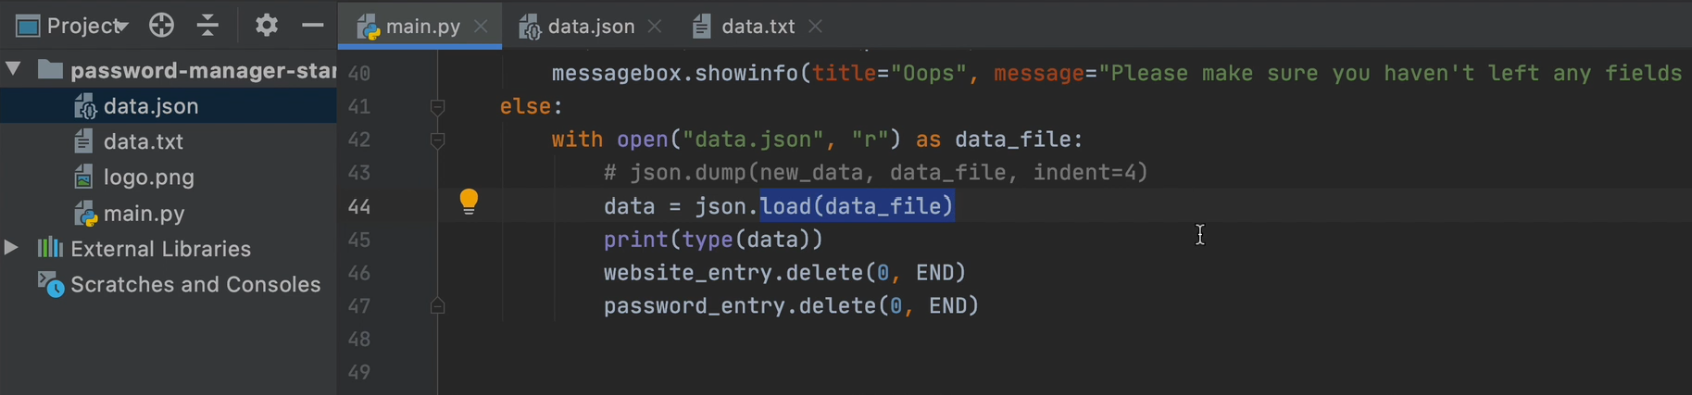 Project
main.py
data.json
data.txt
password-manager-star
data.json
data.txt
logo.png
main.py
External Libraries
Scratches and Consoles
40 messagebox.showinfo(title="Oops", message="Please make sure you haven't left any fields
41 else:
42 with open("data.json", "r") as data_file:
43 # json.dump(new_data, data_file, indent=4)
44 data = json.load(data_file)
45 print(type(data))
46 website_entry.delete(0, END)
47 password_entry.delete(0, END)
48
49